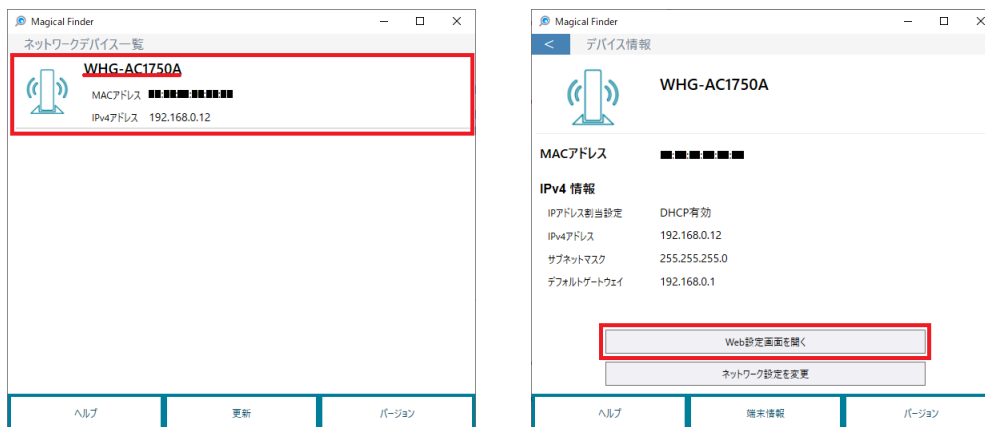 Magical Finder
ネットワークデバイス一覧
WHG-AC1750A
MACアドレス
IPv4アドレス 192.168.0.12
ヘルプ 更新 バージョン
Magical Finder
< デバイス情報
WHG-AC1750A
MACアドレス
IPv4 情報
IPアドレス割当設定 DHCP有効
IPv4アドレス 192.168.0.12
サブネットマスク 255.255.255.0
デフォルトゲートウェイ 192.168.0.1
Web設定画面を開く
ネットワーク設定を変更
ヘルプ 端末情報 バージョン